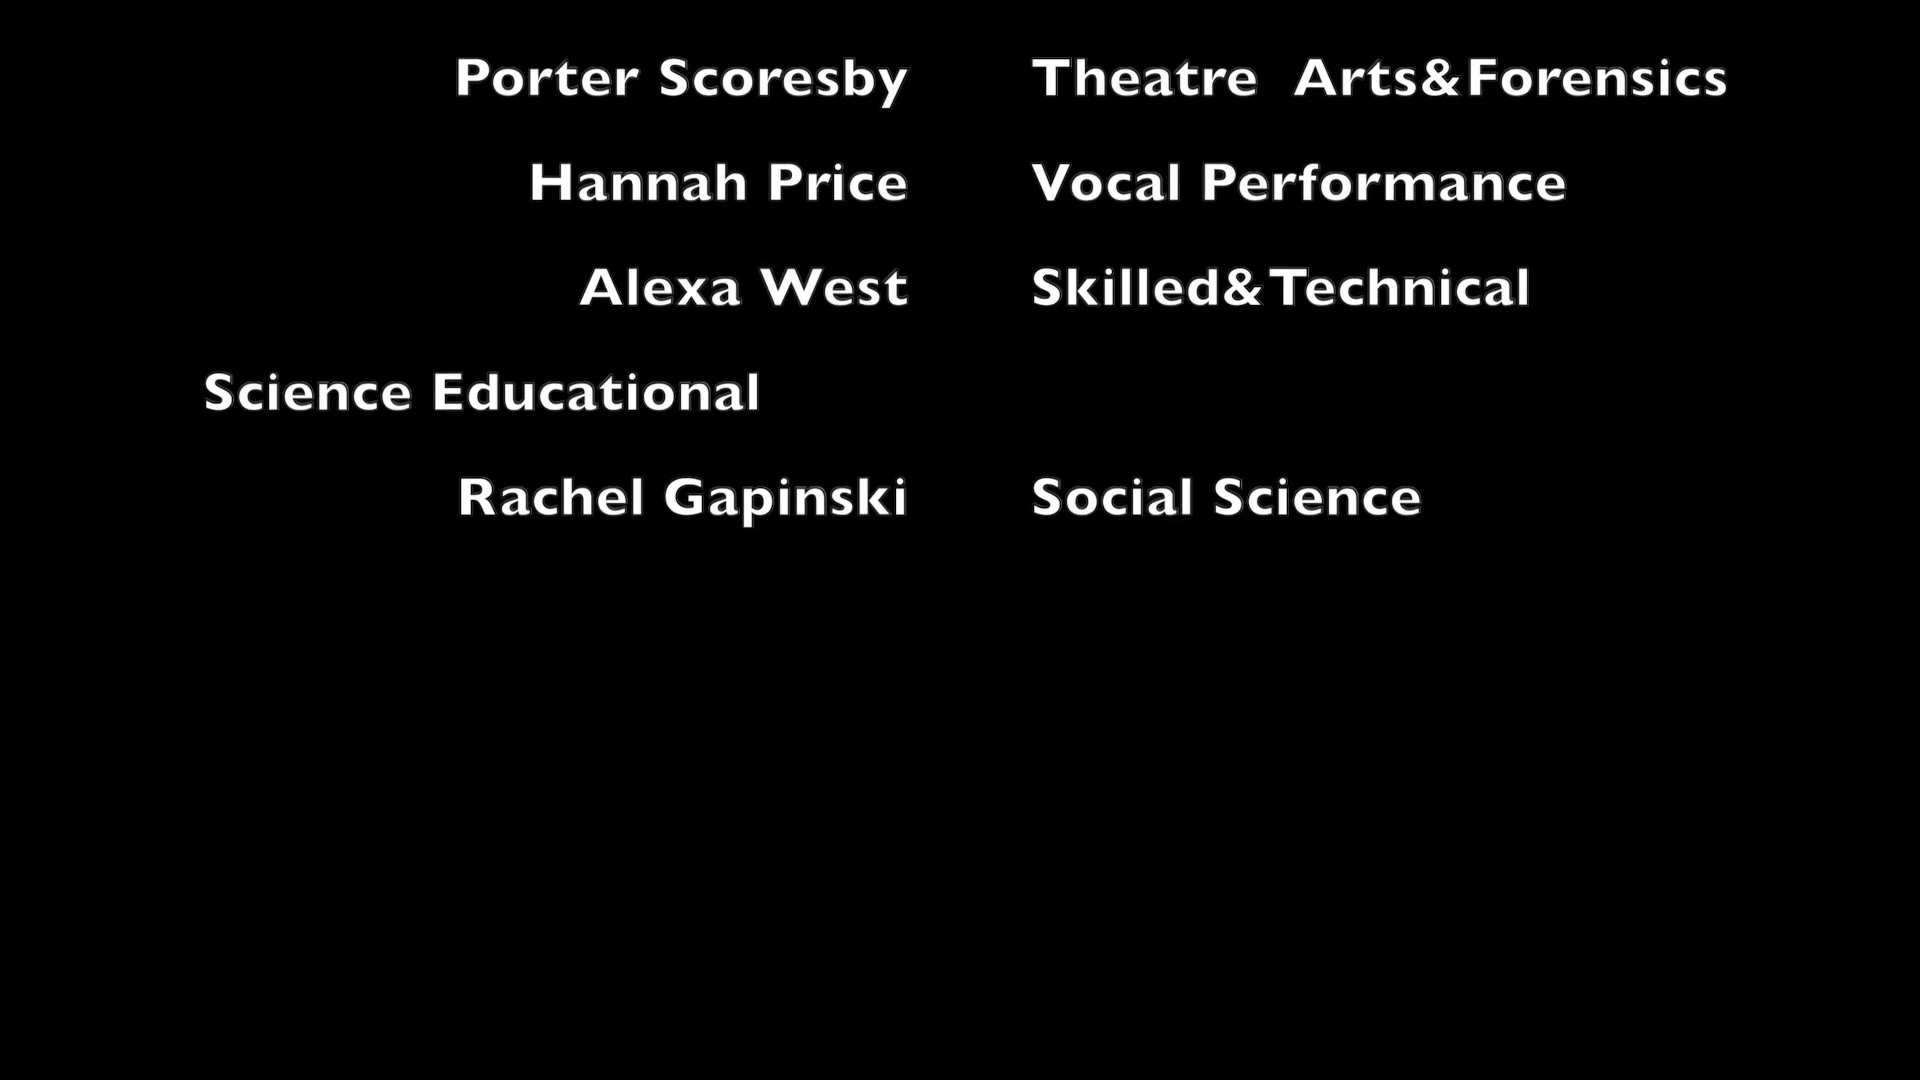 Porter Scoresby Theatre Arts&Forensics
Hannah Price Vocal Performance
Alexa West Skilled&Technical
Science Educational
Rachel Gapinski Social Science